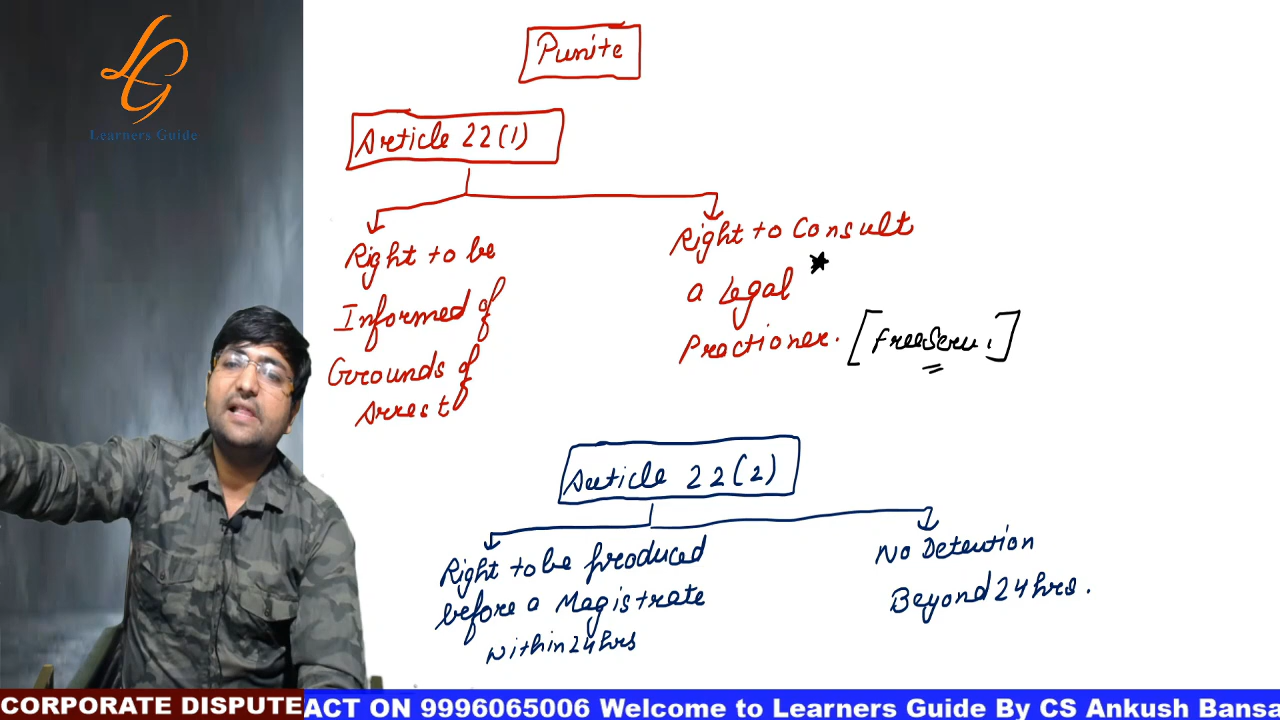 LG
Learners Guide
Punite
Article 22(1)
Right to be
Informed of
Grounds of
Arrest
Right to Consult
a Legal
Practioner. [FreeServ.]
Article 22(2)
Right to be produced
before a Magistrate
within 24hrs
No Detention
Beyond 24hrs.
CORPORATE DISPUTE
ACT ON 9996065006 Welcome to Learners Guide By CS Ankush Bansa